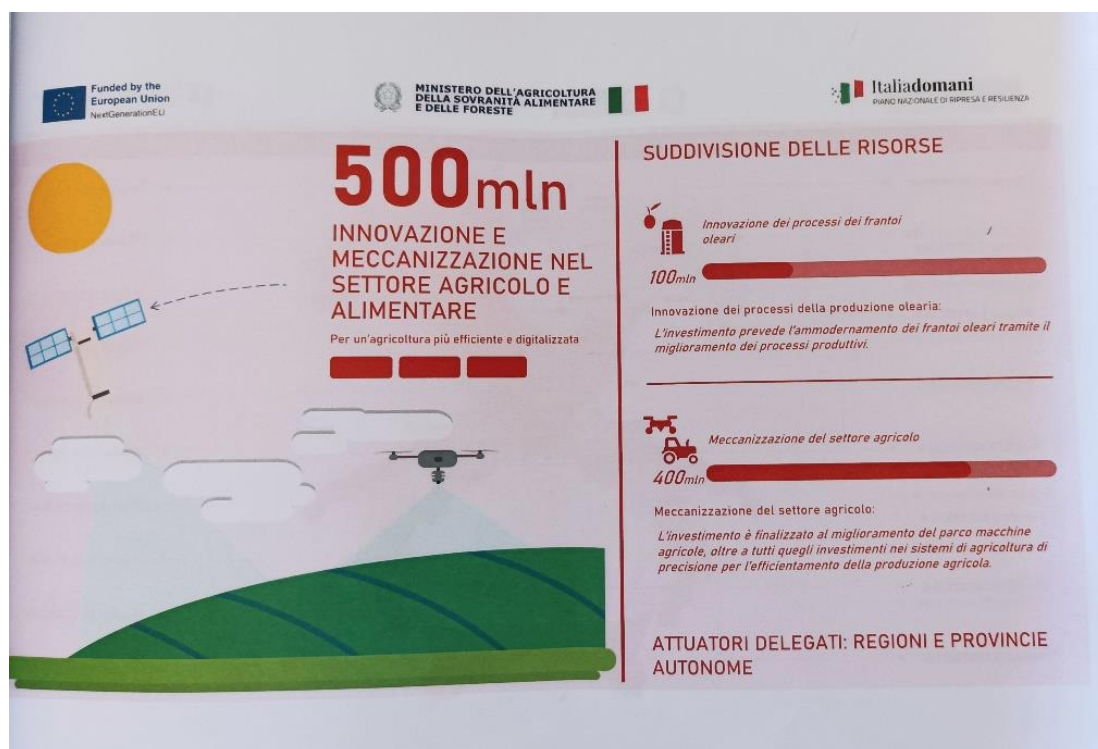 Funded by the
European Union
NextGenerationEU
MINISTERO DELL'AGRICOLTURA
DELLA SOVRANITÀ ALIMENTARE
E DELLE FORESTE
Italiadomani
PIANO NAZIONALE DI RIPRESA E RESILIENZA
500mln
INNOVAZIONE E
MECCANIZZAZIONE NEL
SETTORE AGRICOLO E
ALIMENTARE
Per un'agricoltura più efficiente e digitalizzata
SUDDIVISIONE DELLE RISORSE
Innovazione dei processi dei frantoi
oleari
100mln
Innovazione dei processi della produzione olearia:
L'investimento prevede l'ammodernamento dei frantoi oleari tramite il
miglioramento dei processi produttivi.
Meccanizzazione del settore agricolo
400mln
Meccanizzazione del settore agricolo:
L'investimento è finalizzato al miglioramento del parco macchine
agricole, oltre a tutti quegli investimenti nei sistemi di agricoltura di
precisione per l'efficientamento della produzione agricola.
ATTUATORI DELEGATI: REGIONI E PROVINCIE
AUTONOME